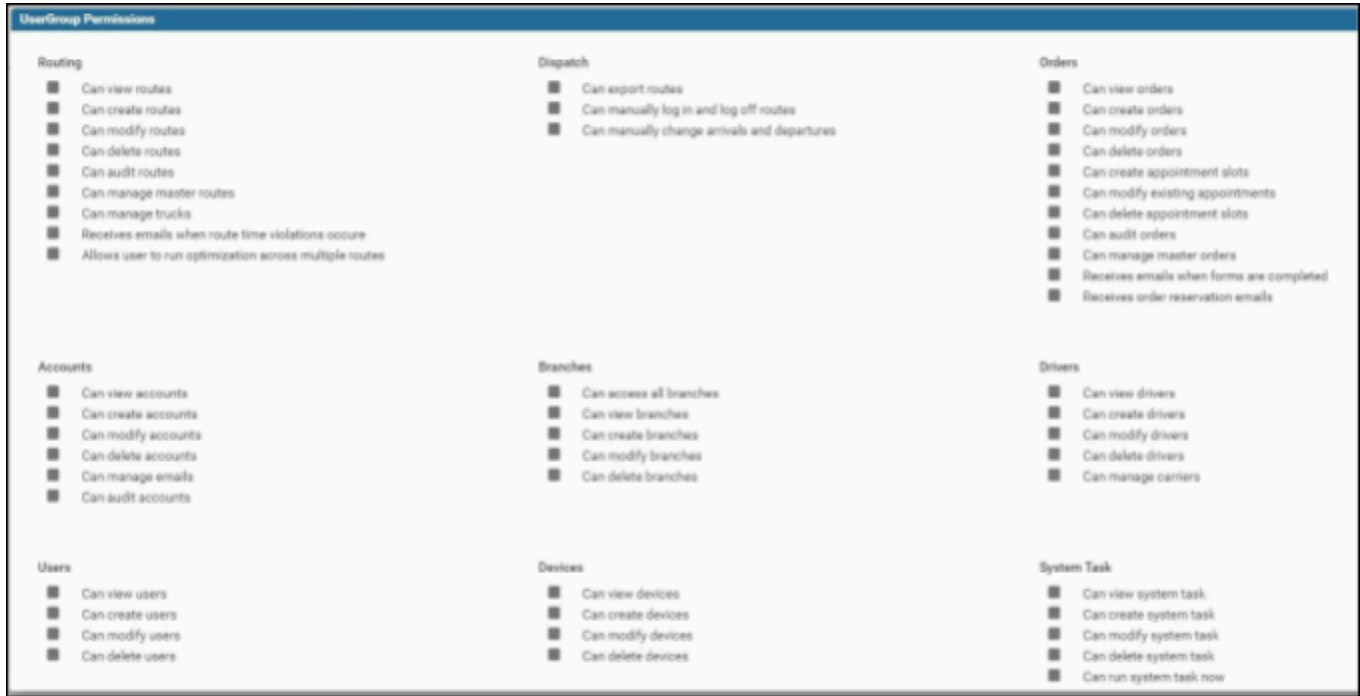 UserGroup Permissions
Routing
Can view routes
Can create routes
Can modify routes
Can delete routes
Can audit routes
Can manage master routes
Can manage trucks
Receives emails when route time violations occure
Allows user to run optimization across multiple routes
Dispatch
Can export routes
Can manually log in and log off routes
Can manually change arrivals and departures
Orders
Can view orders
Can create orders
Can modify orders
Can delete orders
Can create appointment slots
Can modify existing appointments
Can delete appointment slots
Can audit orders
Can manage master orders
Receives emails when forms are completed
Receives order reservation emails
Accounts
Can view accounts
Can create accounts
Can modify accounts
Can delete accounts
Can manage emails
Can audit accounts
Branches
Can access all branches
Can view branches
Can create branches
Can modify branches
Can delete branches
Drivers
Can view drivers
Can create drivers
Can modify drivers
Can delete drivers
Can manage carriers
Users
Can view users
Can create users
Can modify users
Can delete users
Devices
Can view devices
Can create devices
Can modify devices
Can delete devices
System Task
Can view system task
Can create system task
Can modify system task
Can delete system task
Can run system task now